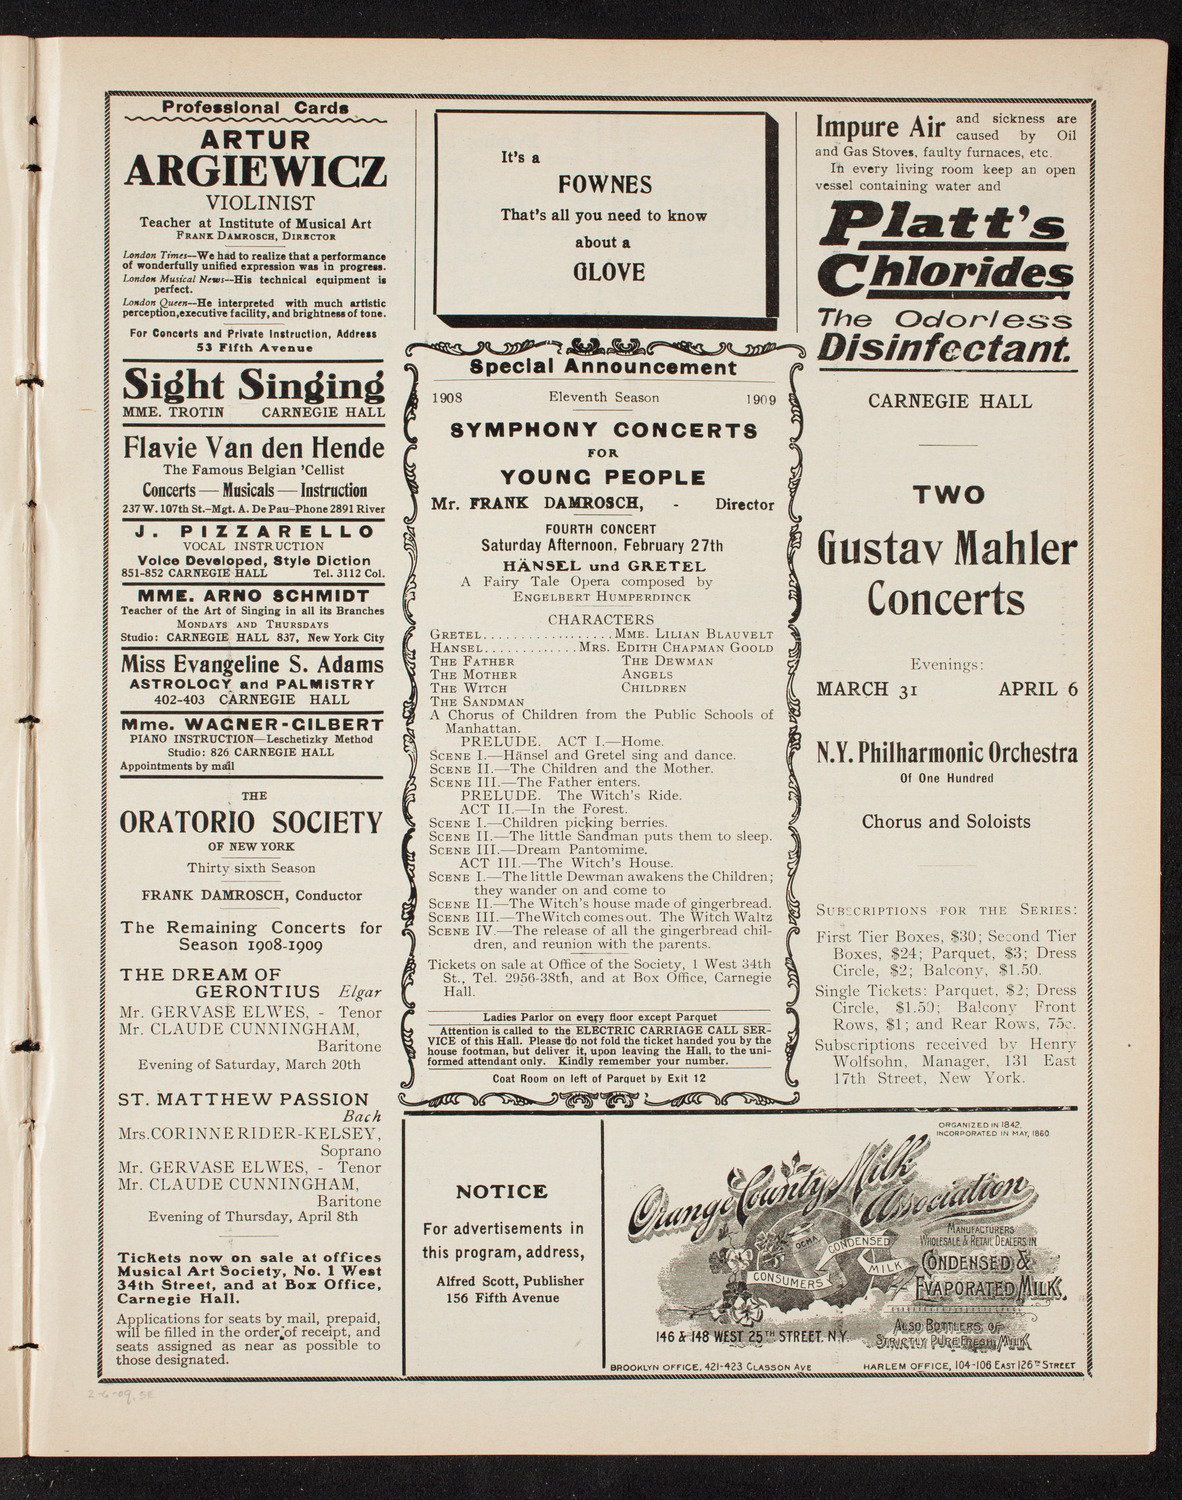 Professional Cards
ARTUR
ARGIEWICZ
VIOLINIST
Teacher at Institute of Musical Art
FRANK DAMROSCH, DIRECTOR
London Times—We had to realize that a performance
of wonderfully unified expression was in progress.
London Musical News—His technical equipment is
perfect.
London Queen—He interpreted with much artistic
perception,executive facility, and brightness of tone.
For Concerts and Private Instruction, Address
53 Fifth Avenue
Sight Singing
MME. TROTIN CARNEGIE HALL
Flavie Van den Hende
The Famous Belgian 'Cellist
Concerts — Musicals — Instruction
237 W. 107th St.–Mgt. A. De Pau–Phone 2891 River
J. PIZZARELLO
VOCAL INSTRUCTION
Voice Developed, Style Diction
851-852 CARNEGIE HALL Tel. 3112 Col.
MME. ARNO SCHMIDT
Teacher of the Art of Singing in all its Branches
MONDAYS AND THURSDAYS
Studio: CARNEGIE HALL 837, New York City
Miss Evangeline S. Adams
ASTROLOGY and PALMISTRY
402-403 CARNEGIE HALL
Mme. WAGNER-GILBERT
PIANO INSTRUCTION—Leschetizky Method
Studio: 826 CARNEGIE HALL
Appointments by mail
THE
ORATORIO SOCIETY
OF NEW YORK
Thirty-sixth Season
FRANK DAMROSCH, Conductor
The Remaining Concerts for
Season 1908-1909
THE DREAM OF
GERONTIUS Elgar
Mr. GERVASE ELWES, - Tenor
Mr. CLAUDE CUNNINGHAM,
Baritone
Evening of Saturday, March 20th
ST. MATTHEW PASSION
Bach
Mrs. CORINNE RIDER-KELSEY,
Soprano
Mr. GERVASE ELWES, - Tenor
Mr. CLAUDE CUNNINGHAM,
Baritone
Evening of Thursday, April 8th
Tickets now on sale at offices
Musical Art Society, No. 1 West
34th Street, and at Box Office,
Carnegie Hall.
Applications for seats by mail, prepaid,
will be filled in the order of receipt, and
seats assigned as near as possible to
those designated.
2-6-09, SE
It's a
FOWNES
That's all you need to know
about a
GLOVE
Special Announcement
1908 Eleventh Season 1909
SYMPHONY CONCERTS
FOR
YOUNG PEOPLE
Mr. FRANK DAMROSCH, - Director
FOURTH CONCERT
Saturday Afternoon, February 27th
HÄNSEL und GRETEL
A Fairy Tale Opera composed by
ENGELBERT HUMPERDINCK
CHARACTERS
GRETEL..................MME. LILIAN BLAUVELT
HANSEL.............MRS. EDITH CHAPMAN GOOLD
THE FATHER THE DEWMAN
THE MOTHER ANGELS
THE WITCH CHILDREN
THE SANDMAN
A Chorus of Children from the Public Schools of
Manhattan.
PRELUDE. ACT I.—Home.
SCENE I.—Hänsel and Gretel sing and dance.
SCENE II.—The Children and the Mother.
SCENE III.—The Father enters.
PRELUDE. The Witch's Ride.
ACT II.—In the Forest.
SCENE I.—Children picking berries.
SCENE II.—The little Sandman puts them to sleep.
SCENE III.—Dream Pantomime.
ACT III.—The Witch's House.
SCENE I.—The little Dewman awakens the Children;
they wander on and come to
SCENE II.—The Witch's house made of gingerbread.
SCENE III.—The Witch comes out. The Witch Waltz
SCENE IV.—The release of all the gingerbread chil-
dren, and reunion with the parents.
Tickets on sale at Office of the Society, 1 West 34th
St., Tel. 2956-38th, and at Box Office, Carnegie
Hall.
Ladies Parlor on every floor except Parquet
Attention is called to the ELECTRIC CARRIAGE CALL SER-
VICE of this Hall. Please do not fold the ticket handed you by the
house footman, but deliver it, upon leaving the Hall, to the uni-
formed attendant only. Kindly remember your number.
Coat Room on left of Parquet by Exit 12
Impure Air and sickness are
caused by Oil
and Gas Stoves, faulty furnaces, etc.
In every living room keep an open
vessel containing water and
Platt's
Chlorides
The Odorless
Disinfectant.
CARNEGIE HALL
TWO
Gustav Mahler
Concerts
Evenings:
MARCH 31 APRIL 6
N.Y. Philharmonic Orchestra
Of One Hundred
Chorus and Soloists
SUBSCRIPTIONS FOR THE SERIES:
First Tier Boxes, $30; Second Tier
Boxes, $24; Parquet, $3; Dress
Circle, $2; Balcony, $1.50.
Single Tickets: Parquet, $2; Dress
Circle, $1.50; Balcony Front
Rows, $1; and Rear Rows, 75c.
Subscriptions received by Henry
Wolfsohn, Manager, 131 East
17th Street, New York.
NOTICE
For advertisements in
this program, address,
Alfred Scott, Publisher
156 Fifth Avenue
ORGANIZED IN 1842,
INCORPORATED IN MAY, 1860
Orange County Milk
Association
MANUFACTURERS
WHOLESALE & RETAIL DEALERS IN
CONDENSED &
EVAPORATED MILK.
OCMA
CONSUMERS
CONDENSED
MILK
ALSO BOTTLERS OF
STRICTLY PURE FRESH MILK
146 & 148 WEST 25TH STREET, N.Y.
BROOKLYN OFFICE, 421-423 CLASSON AVE HARLEM OFFICE, 104-106 EAST 126TH STREET